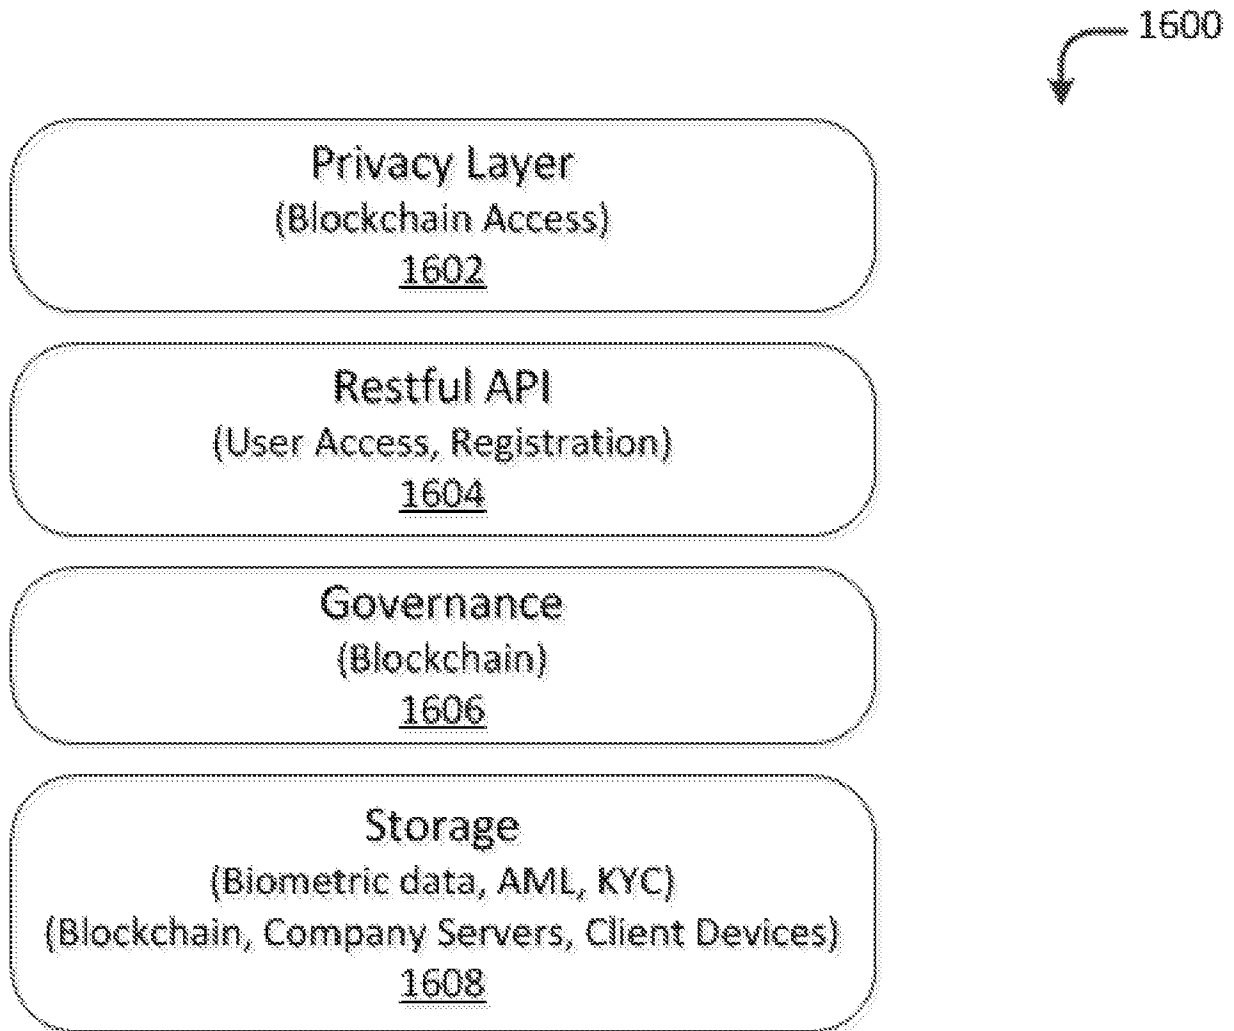 1600
Privacy Layer
(Blockchain Access)
1602
Restful API
(User Access, Registration)
1604
Governance
(Blockchain)
1606
Storage
(Biometric data, AML, KYC)
(Blockchain, Company Servers, Client Devices)
1608